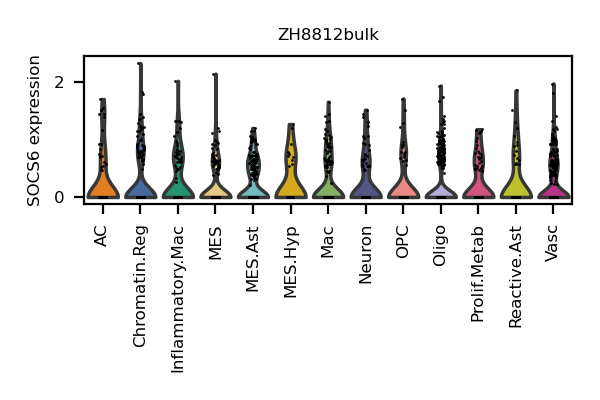 ZH8812bulk
SOCS6 expression
2
0
AC
Chromatin.Reg
Inflammatory.Mac
MES
MES.Ast
MES.Hyp
Mac
Neuron
OPC
Oligo
Prolif.Metab
Reactive.Ast
Vasc